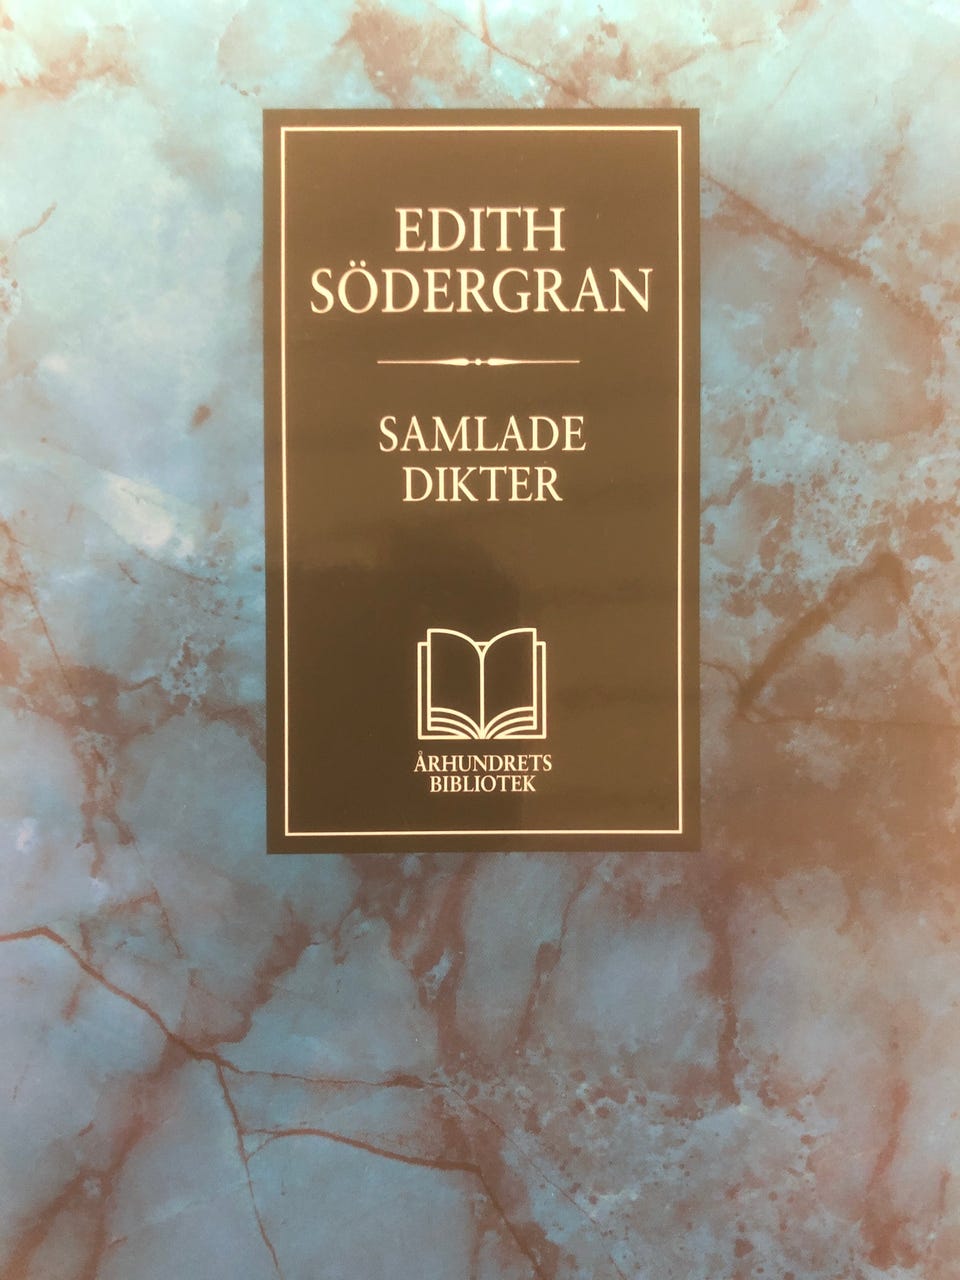 EDITH
SÖDERGRAN
SAMLADE
DIKTER
ÅRHUNDRETS
BIBLIOTEK